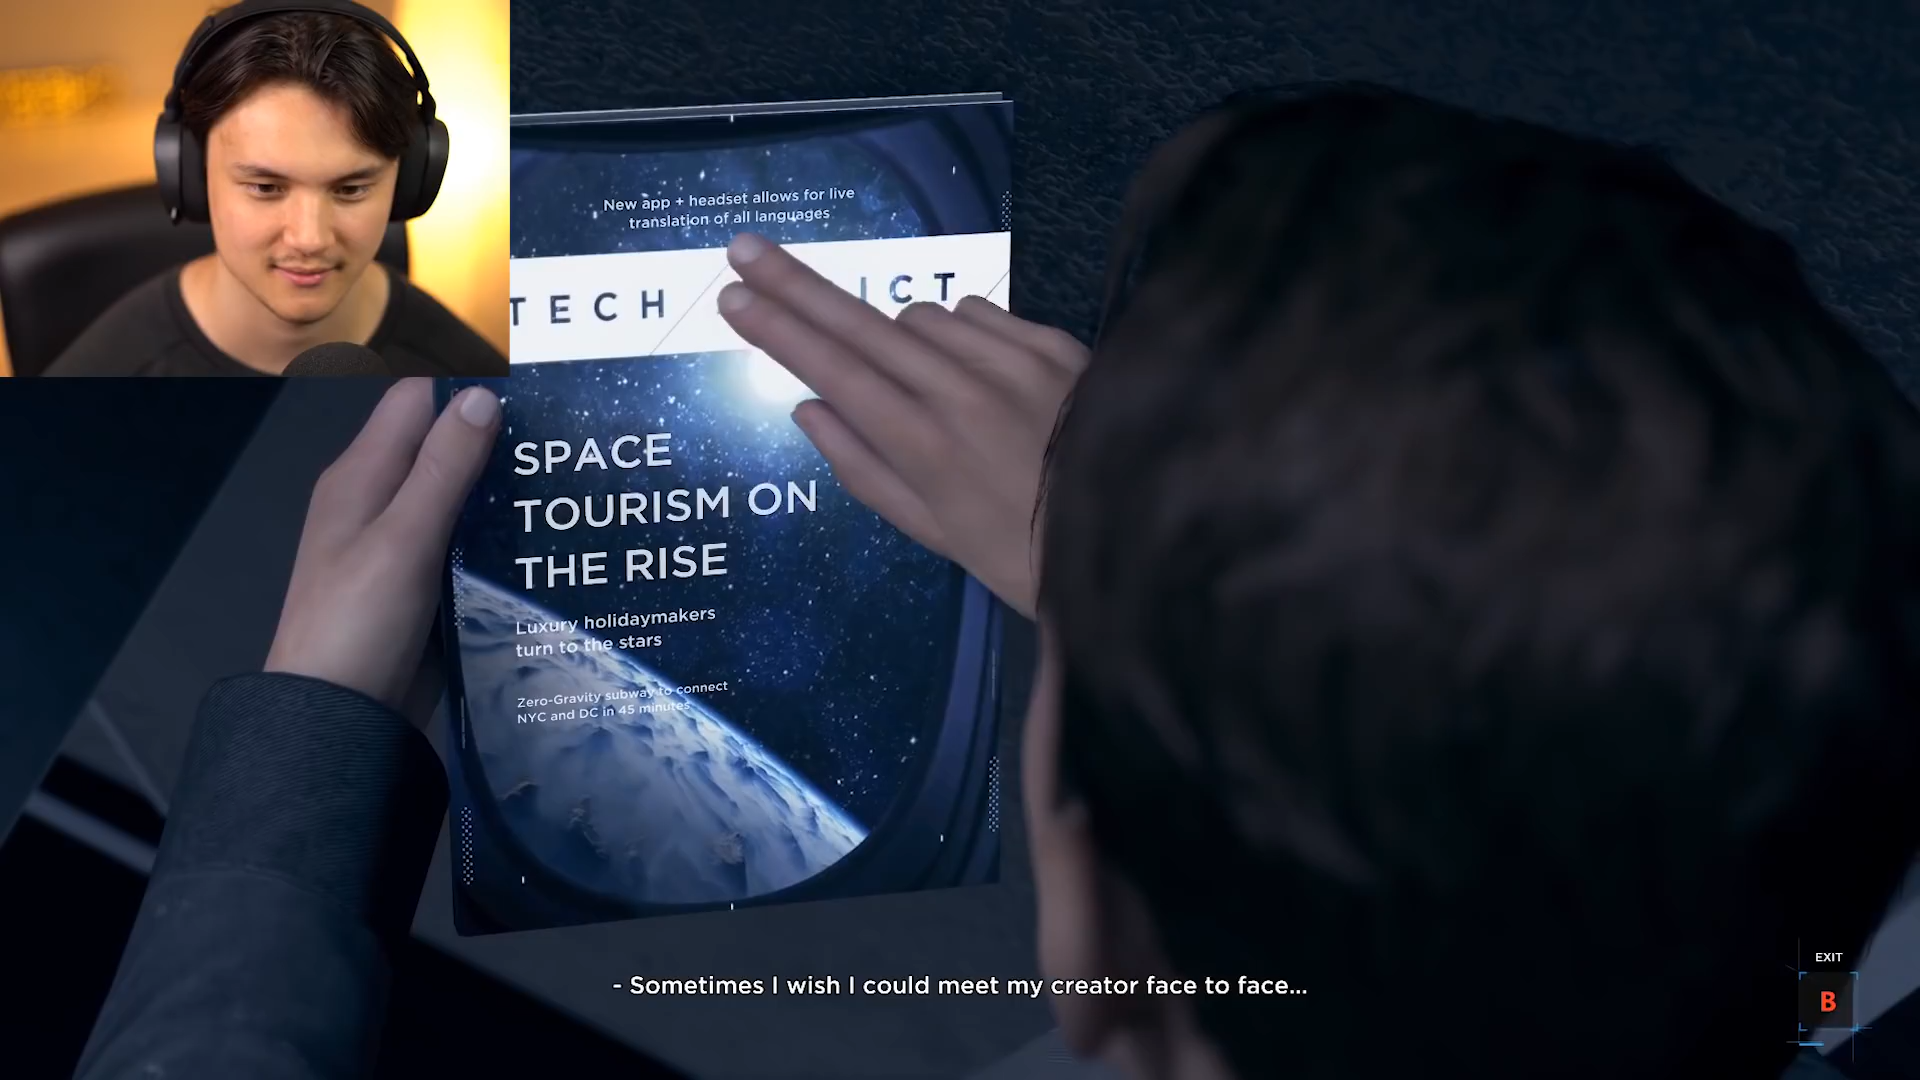 New app + headset allows for live
translation of all languages
TECH
SPACE
TOURISM ON
THE RISE
Luxury holidaymakers
turn to the stars
Zero-Gravity subway to connect
NYC and DC in 45 minutes
- Sometimes I wish I could meet my creator face to face...
EXIT
B